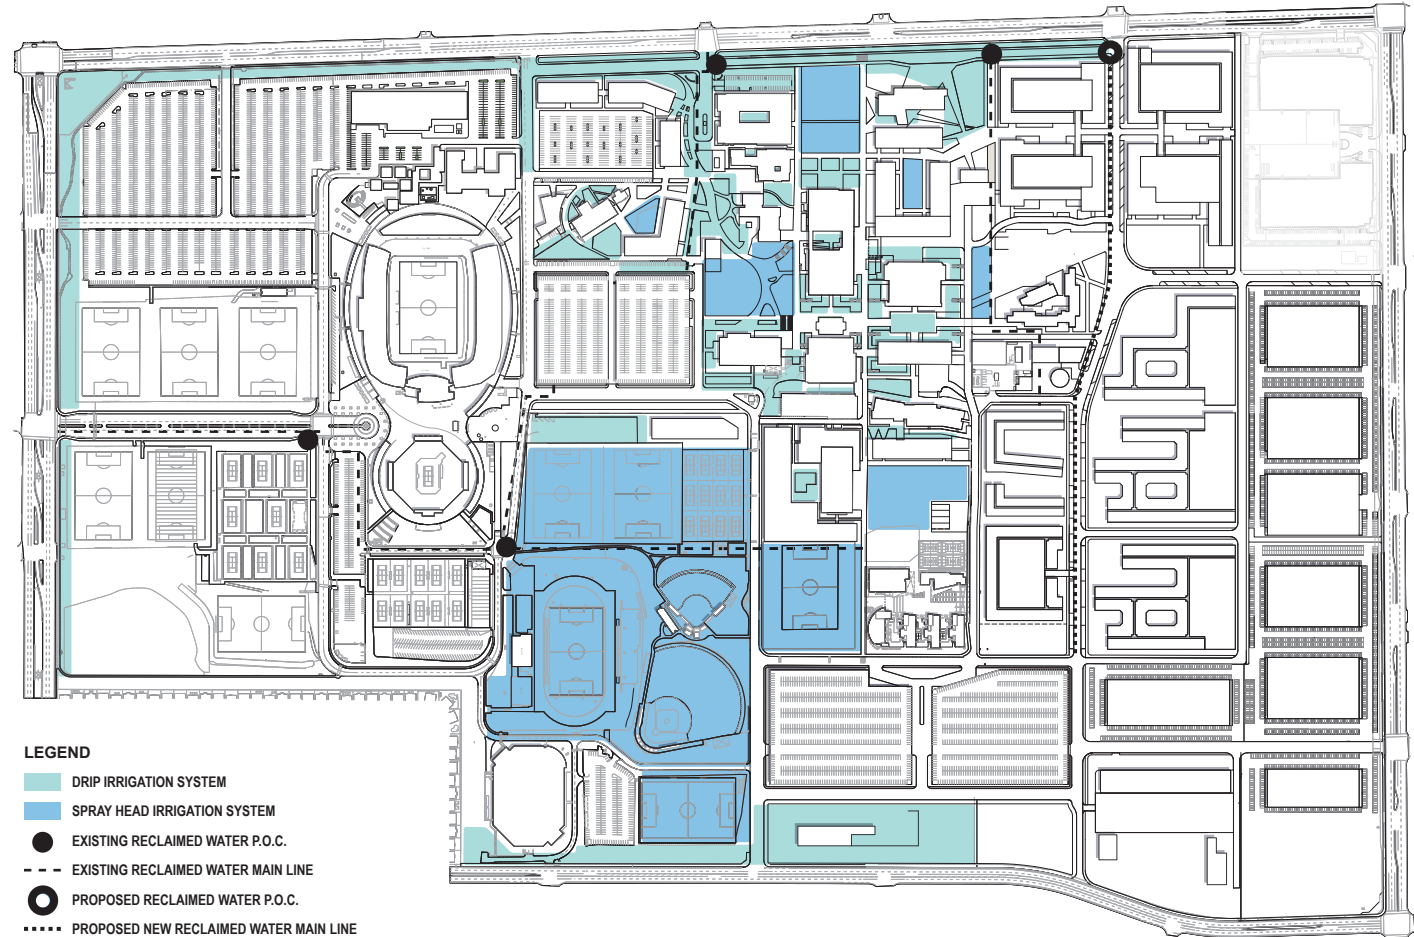 LEGEND
DRIP IRRIGATION SYSTEM
SPRAY HEAD IRRIGATION SYSTEM
EXISTING RECLAIMED WATER P.O.C.
EXISTING RECLAIMED WATER MAIN LINE
PROPOSED RECLAIMED WATER P.O.C.
PROPOSED NEW RECLAIMED WATER MAIN LINE